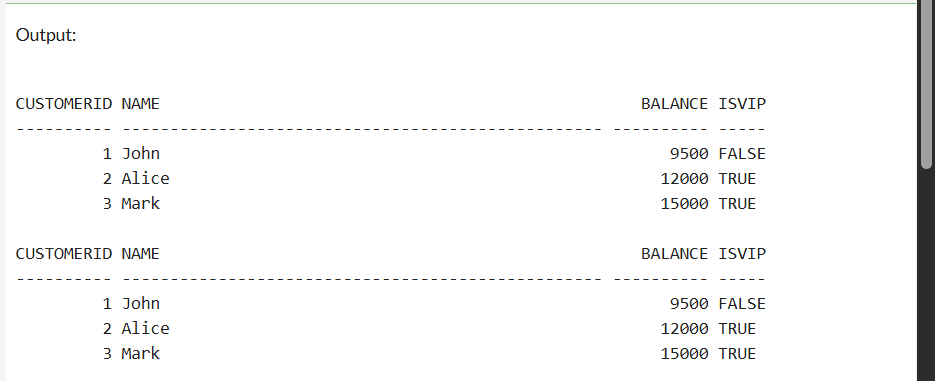 Output:
CUSTOMERID NAME                                                  BALANCE ISVIP
---------- -------------------------------------------------- ---------- -----
         1 John                                                     9500 FALSE
         2 Alice                                                   12000 TRUE
         3 Mark                                                    15000 TRUE
CUSTOMERID NAME                                                  BALANCE ISVIP
---------- -------------------------------------------------- ---------- -----
         1 John                                                     9500 FALSE
         2 Alice                                                   12000 TRUE
         3 Mark                                                    15000 TRUE